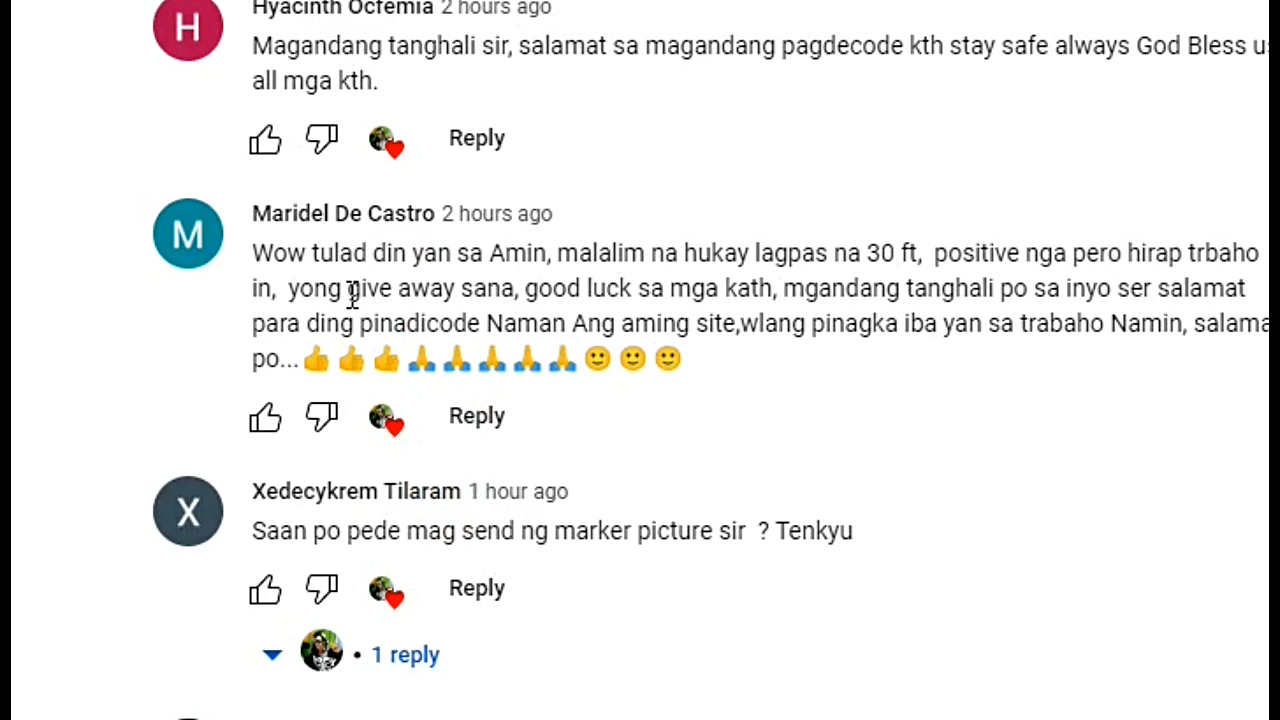 H
Hyacinth Ocfemia 2 hours ago
Magandang tanghali sir, salamat sa magandang pagdecode kth stay safe always God Bless us
all mga kth.
Reply
M
Maridel De Castro 2 hours ago
Wow tulad din yan sa Amin, malalim na hukay lagpas na 30 ft,  positive nga pero hirap trbaho
in,  yong give away sana, good luck sa mga kath, mgandang tanghali po sa inyo ser salamat
para ding pinadicode Naman Ang aming site,wlang pinagka iba yan sa trabaho Namin, salama
po...👍👍👍🙏🙏🙏🙏🙏🙂🙂🙂
Reply
X
Xedecykrem Tilaram 1 hour ago
Saan po pede mag send ng marker picture sir  ? Tenkyu
Reply
• 1 reply